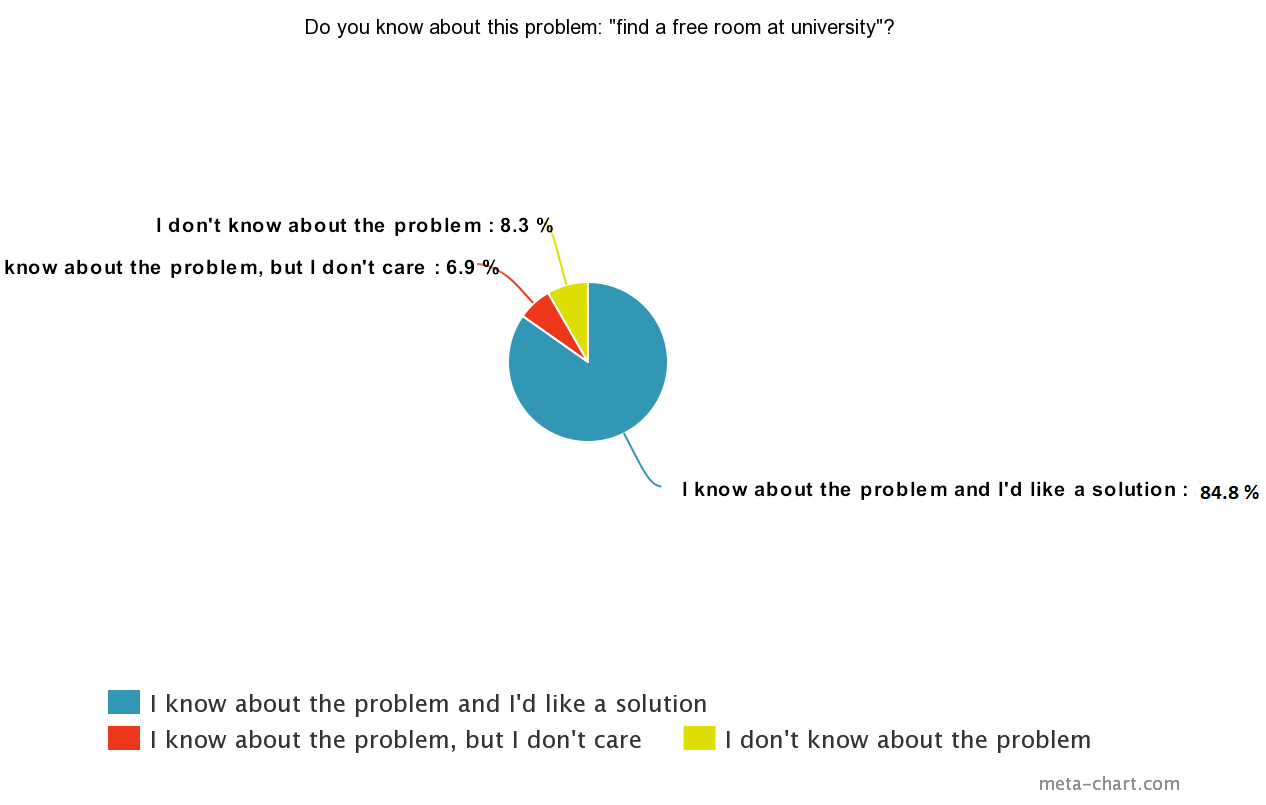 Do you know about this problem: "find a free room at university"?
I don't know about the problem : 8.3 %
know about the problem, but I don't care : 6.9 %
I know about the problem and I'd like a solution : 84.8 %
I know about the problem and I'd like a solution
I know about the problem, but I don't care
I don't know about the problem
meta-chart.com